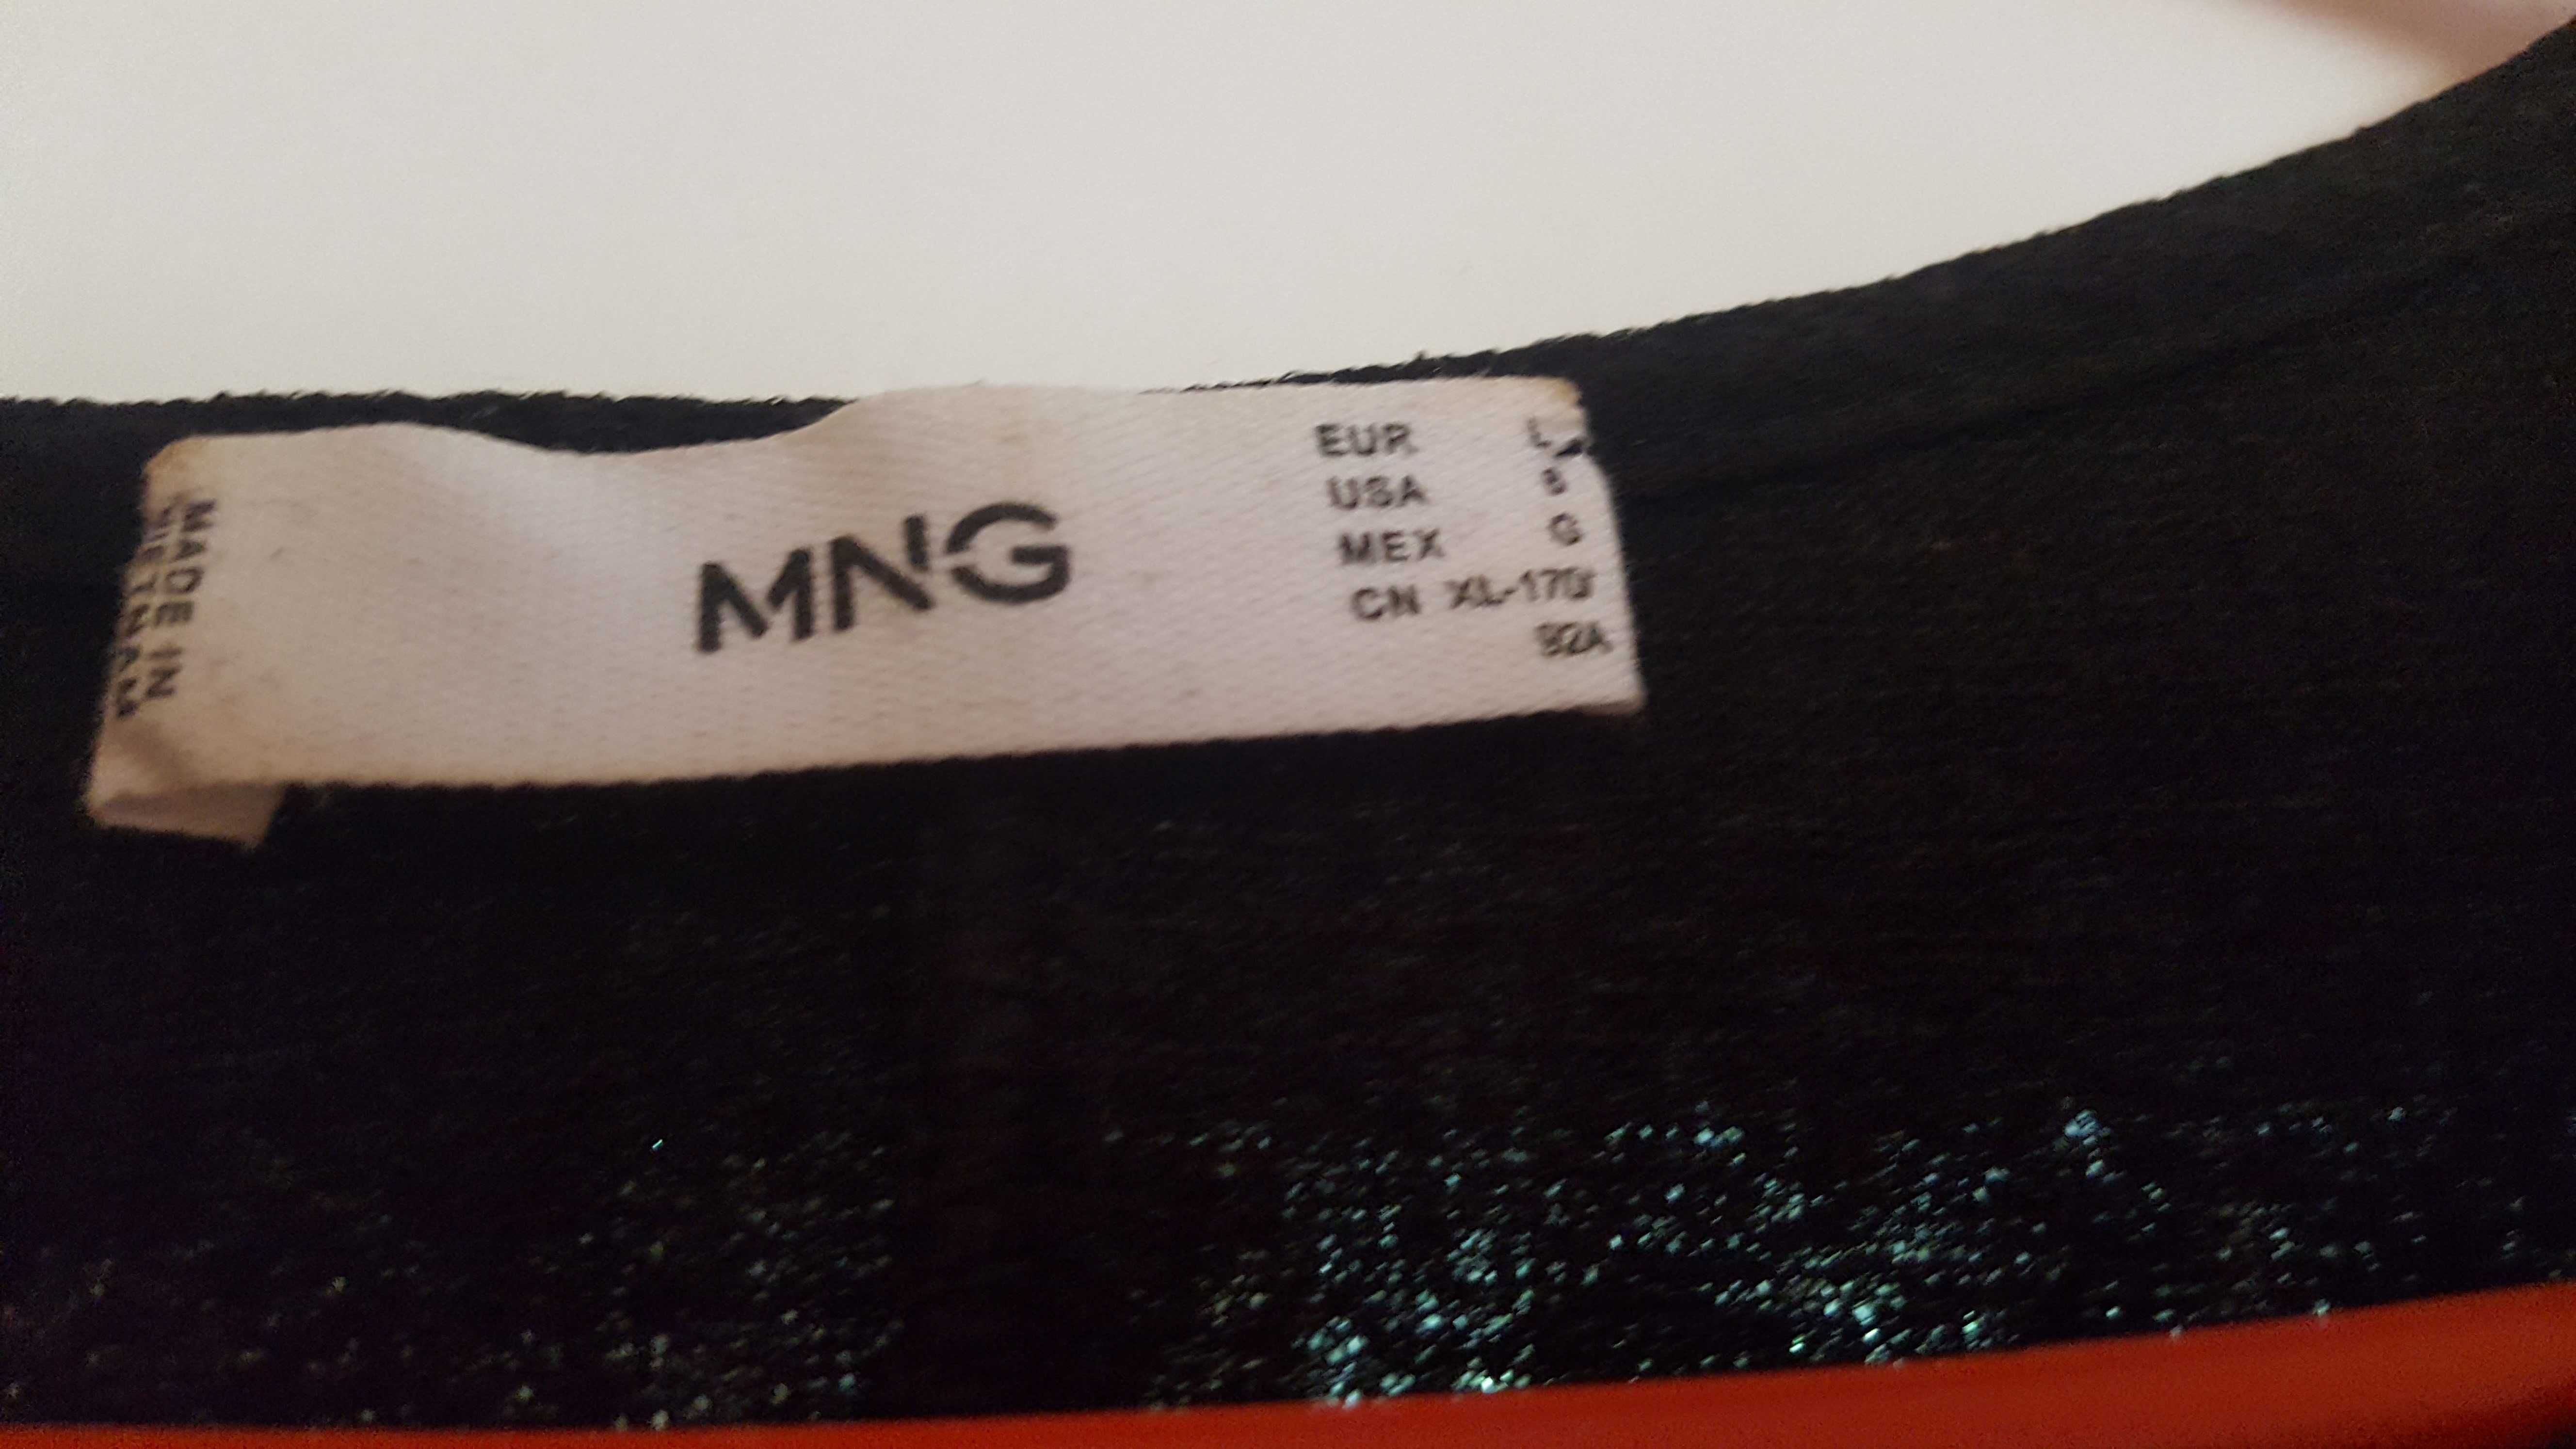 MADE IN
VIETNAM
MNG
EUR L
USA 8
MEX G
CN XL-170/
92A